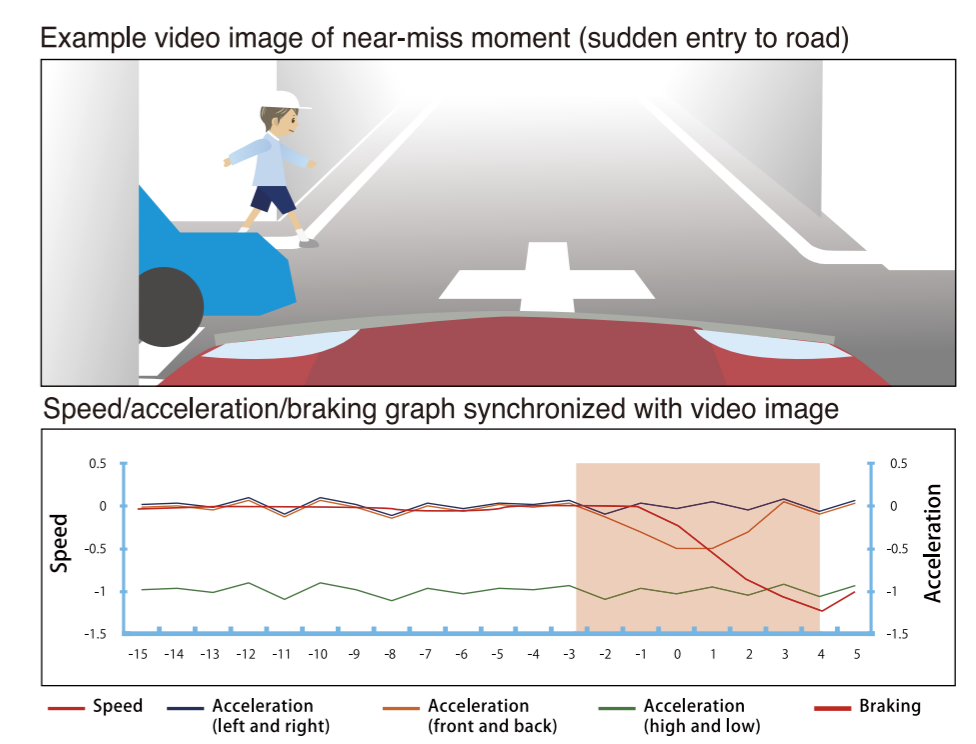 Example video image of near-miss moment (sudden entry to road)
Speed/acceleration/braking graph synchronized with video image
0.5
0
-0.5
-1
-1.5
Speed
0.5
0
-0.5
-1
-1.5
Acceleration
-15 -14 -13 -12 -11 -10 -9 -8 -7 -6 -5 -4 -3 -2 -1 0 1 2 3 4 5
Speed
Acceleration
(left and right)
Acceleration
(front and back)
Acceleration
(high and low)
Braking